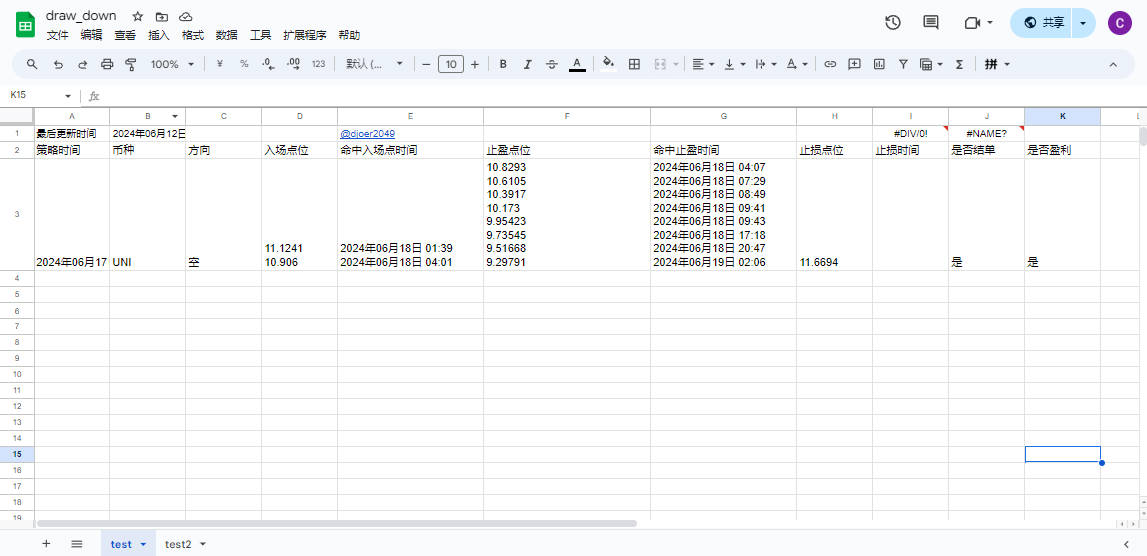 draw_down
文件 编辑 查看 插入 格式 数据 工具 扩展程序 帮助
共享
C
100% ¥ % .0 .00 123 默认 (... 10 B I A Σ 拼
K15 fx
A B C D E F G H I J K L
1 最后更新时间 2024年06月12日 @djoer2049 #DIV/0! #NAME?
2 策略时间 币种 方向 入场点位 命中入场点时间 止盈点位 命中止盈时间 止损点位 止损时间 是否结单 是否盈利
10.8293 2024年06月18日 04:07
10.6105 2024年06月18日 07:29
10.3917 2024年06月18日 08:49
10.173 2024年06月18日 09:41
3 9.95423 2024年06月18日 09:43
9.73545 2024年06月18日 17:18
11.1241 2024年06月18日 01:39 9.51668 2024年06月18日 20:47
2024年06月17 UNI 空 10.906 2024年06月18日 04:01 9.29791 2024年06月19日 02:06 11.6694 是 是
4
5
6
7
8
9
10
11
12
13
14
15
16
17
18
19
test test2